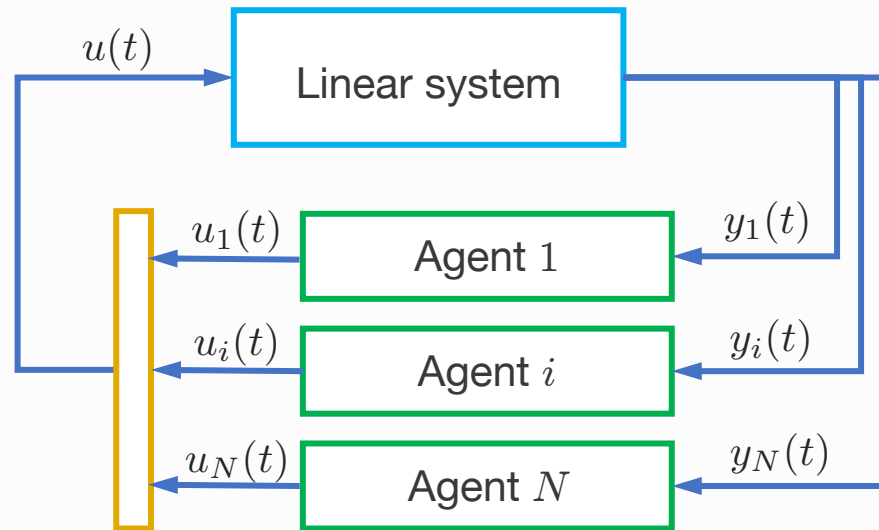 u(t)
Linear system
u_1(t)
Agent 1
y_1(t)
u_i(t)
Agent i
y_i(t)
u_N(t)
Agent N
y_N(t)